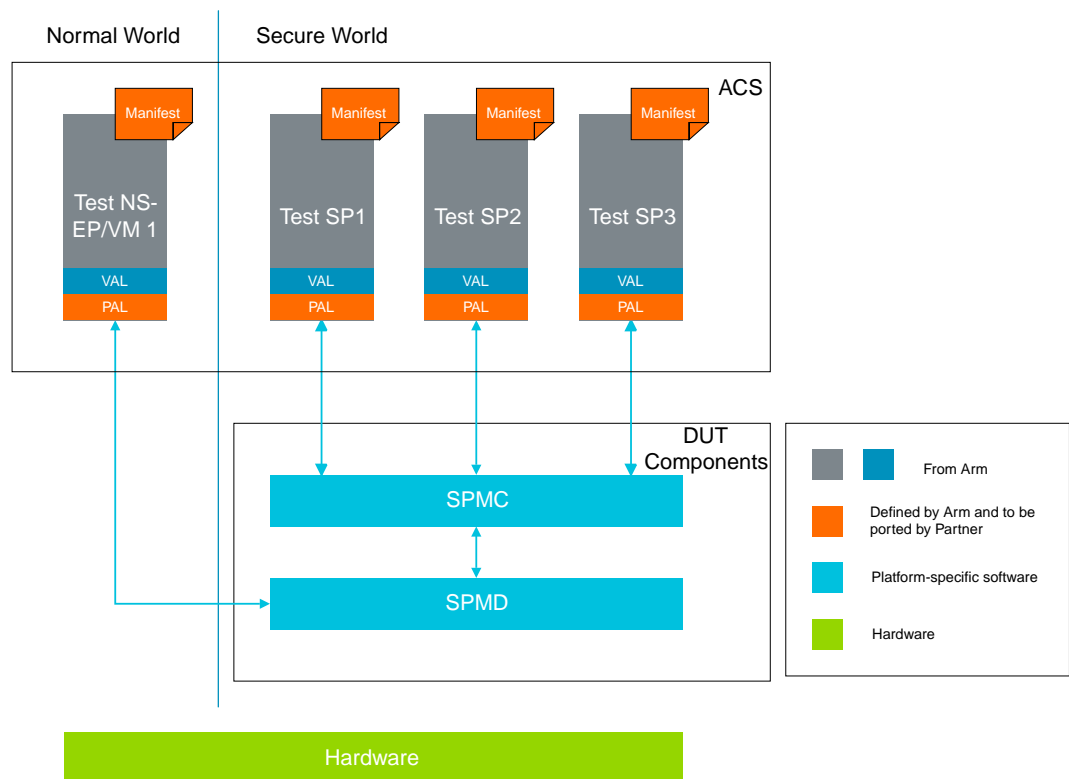 Normal World
Secure World
ACS
Manifest
Manifest
Manifest
Manifest
Test NS-
EP/VM 1
Test SP1
Test SP2
Test SP3
VAL
VAL
VAL
VAL
PAL
PAL
PAL
PAL
DUT
Components
SPMC
SPMD
From Arm
Defined by Arm and to be
ported by Partner
Platform-specific software
Hardware
Hardware